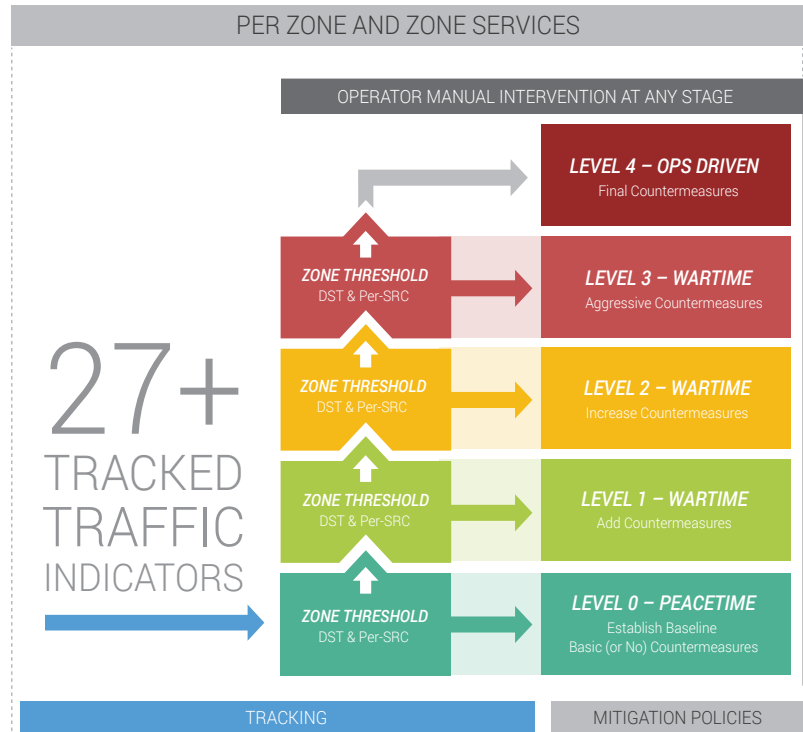 PER ZONE AND ZONE SERVICES
OPERATOR MANUAL INTERVENTION AT ANY STAGE
LEVEL 4 – OPS DRIVEN
Final Countermeasures
ZONE THRESHOLD
DST & Per-SRC
LEVEL 3 – WARTIME
Aggressive Countermeasures
27+
TRACKED
TRAFFIC
INDICATORS
ZONE THRESHOLD
DST & Per-SRC
LEVEL 2 – WARTIME
Increase Countermeasures
ZONE THRESHOLD
DST & Per-SRC
LEVEL 1 – WARTIME
Add Countermeasures
ZONE THRESHOLD
DST & Per-SRC
LEVEL 0 – PEACETIME
Establish Baseline
Basic (or No) Countermeasures
TRACKING
MITIGATION POLICIES